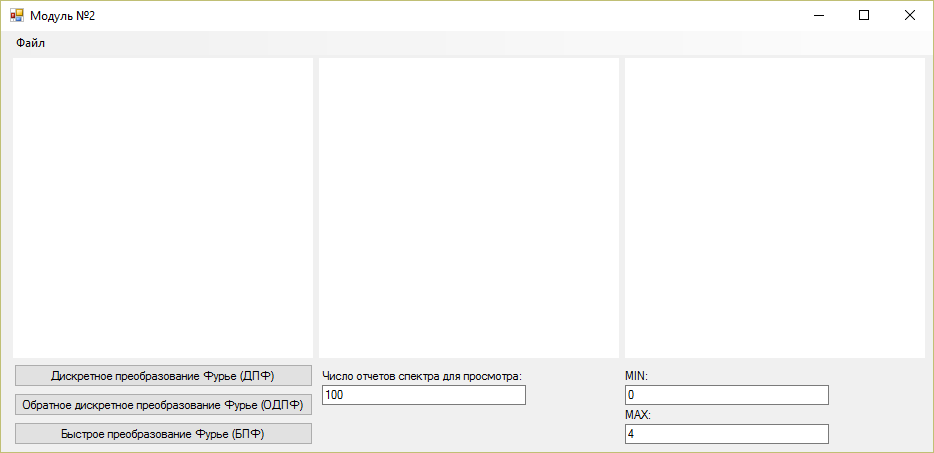 Модуль №2
Файл
Дискретное преобразование Фурье (ДПФ)
Обратное дискретное преобразование Фурье (ОДПФ)
Быстрое преобразование Фурье (БПФ)
Число отчетов спектра для просмотра:
100
MIN:
0
MAX:
4